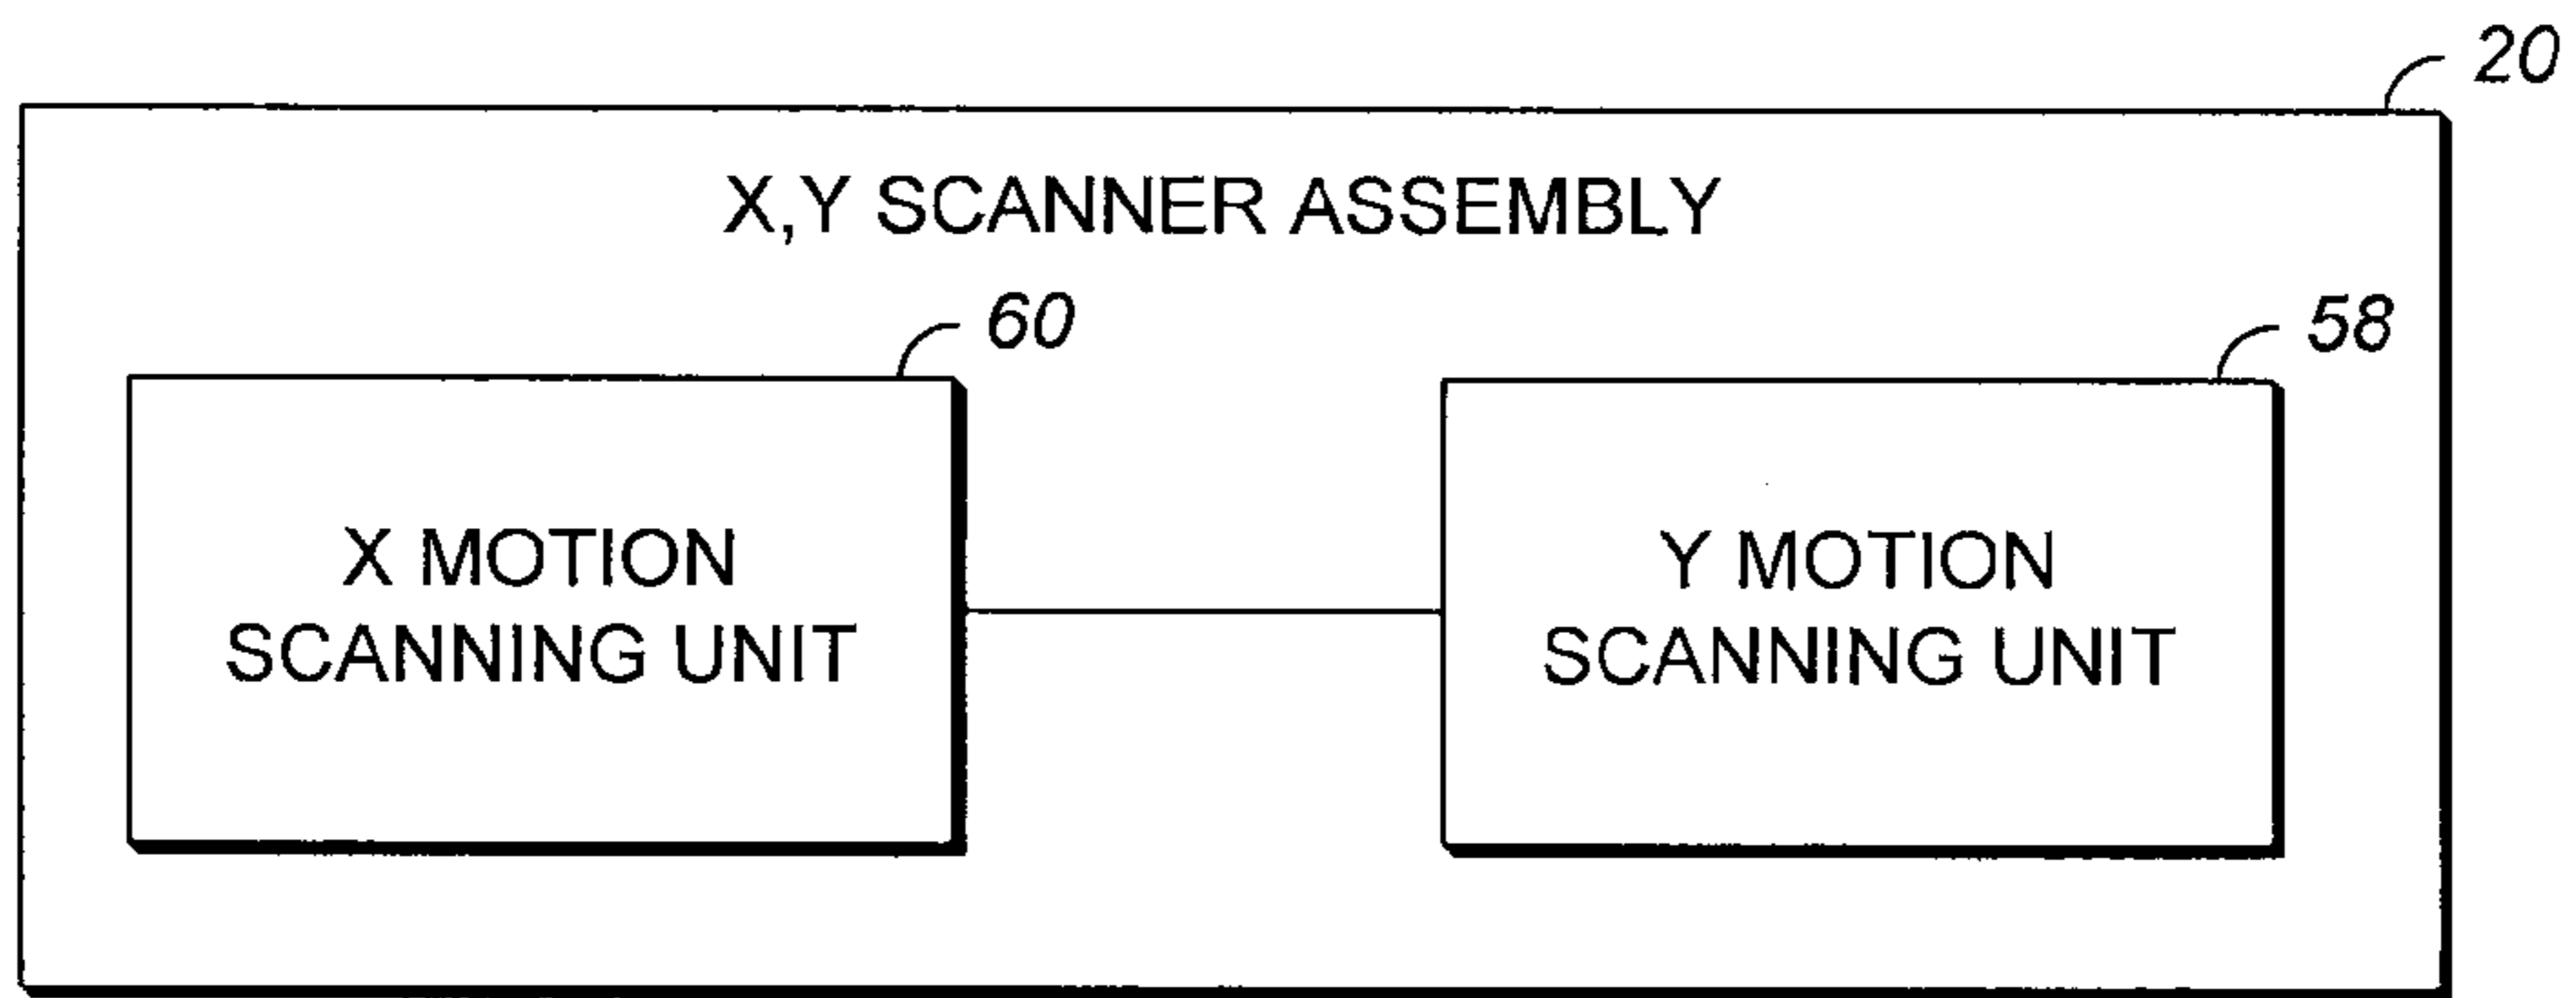 20
X,Y SCANNER ASSEMBLY
60
58
X MOTION
SCANNING UNIT
Y MOTION
SCANNING UNIT